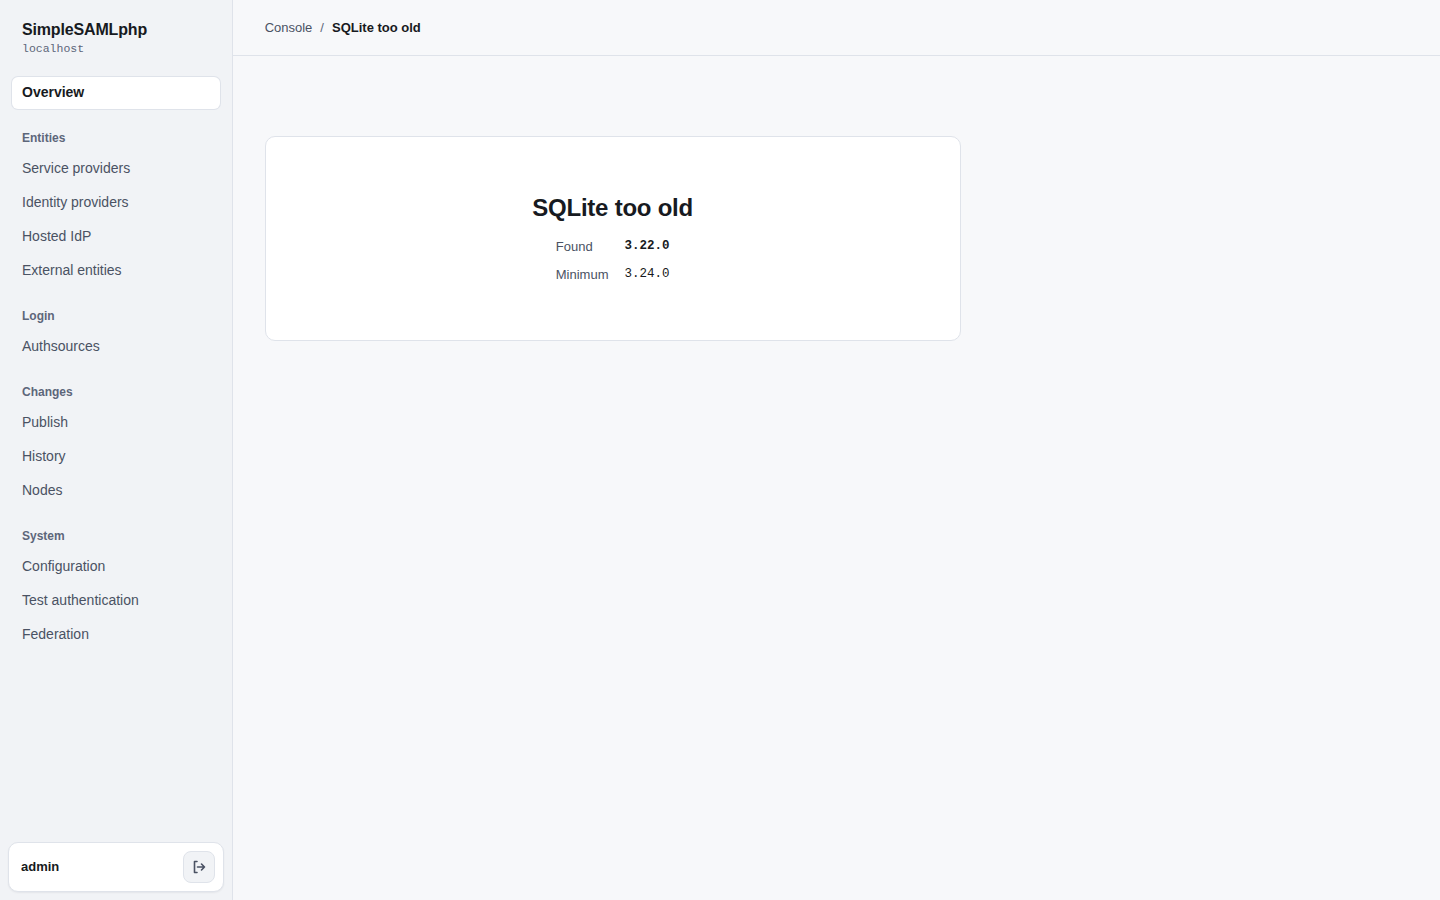 SimpleSAMLphp
localhost
Overview
Entities
Service providers
Identity providers
Hosted IdP
External entities
Login
Authsources
Changes
Publish
History
Nodes
System
Configuration
Test authentication
Federation
admin
Console / SQLite too old
SQLite too old
Found 3.22.0
Minimum 3.24.0